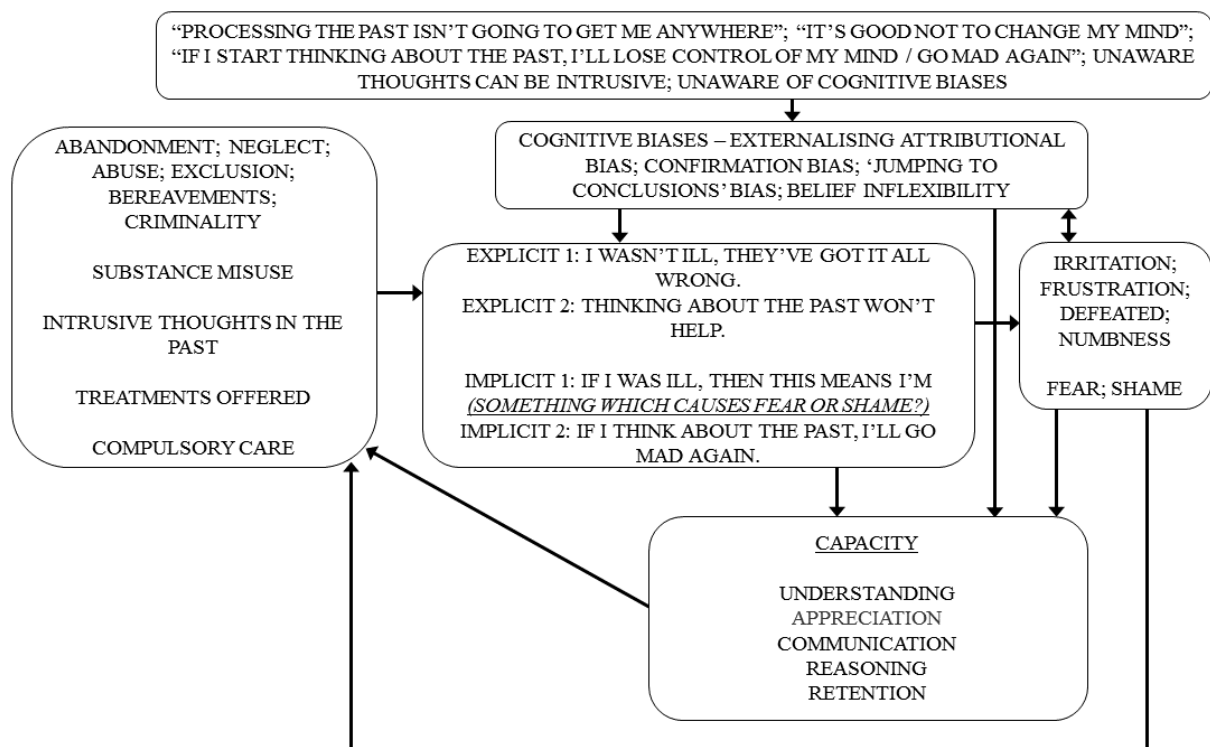 “PROCESSING THE PAST ISN’T GOING TO GET ME ANYWHERE”; “IT’S GOOD NOT TO CHANGE MY MIND”;
“IF I START THINKING ABOUT THE PAST, I’LL LOSE CONTROL OF MY MIND / GO MAD AGAIN”; UNAWARE
THOUGHTS CAN BE INTRUSIVE; UNAWARE OF COGNITIVE BIASES
COGNITIVE BIASES – EXTERNALISING ATTRIBUTIONAL
BIAS; CONFIRMATION BIAS; ‘JUMPING TO
CONCLUSIONS’ BIAS; BELIEF INFLEXIBILITY
ABANDONMENT; NEGLECT;
ABUSE; EXCLUSION;
BEREAVEMENTS;
CRIMINALITY
SUBSTANCE MISUSE
INTRUSIVE THOUGHTS IN THE
PAST
TREATMENTS OFFERED
COMPULSORY CARE
EXPLICIT 1: I WASN’T ILL, THEY’VE GOT IT ALL
WRONG.
EXPLICIT 2: THINKING ABOUT THE PAST WON’T
HELP.
IMPLICIT 1: IF I WAS ILL, THEN THIS MEANS I’M
(SOMETHING WHICH CAUSES FEAR OR SHAME?)
IMPLICIT 2: IF I THINK ABOUT THE PAST, I’LL GO
MAD AGAIN.
IRRITATION;
FRUSTRATION;
DEFEATED;
NUMBNESS
FEAR; SHAME
CAPACITY
UNDERSTANDING
APPRECIATION
COMMUNICATION
REASONING
RETENTION